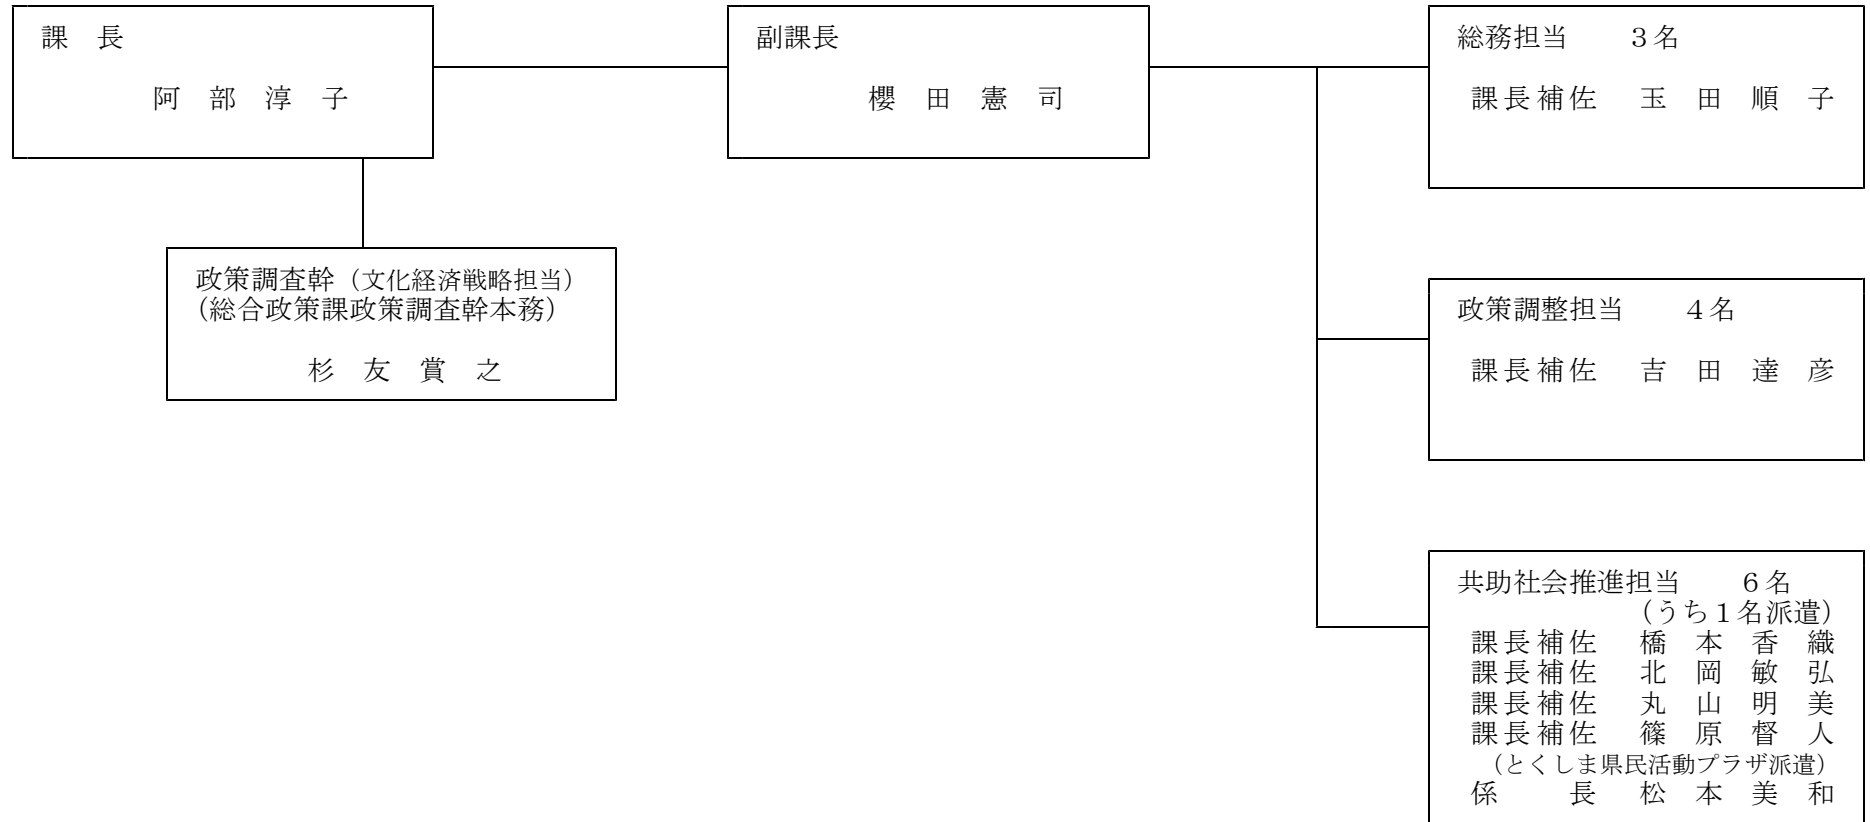 課　長
阿　部　淳　子
副課長
櫻　田　憲　司
政策調査幹（文化経済戦略担当）
（総合政策課政策調査幹本務）
杉　友　賞　之
総務担当　　３名
課長補佐　玉　田　順　子
政策調整担当　　４名
課長補佐　吉　田　達　彦
共助社会推進担当　　６名
（うち１名派遣）
課長補佐　橋　本　香　織
課長補佐　北　岡　敏　弘
課長補佐　丸　山　明　美
課長補佐　篠　原　督　人
（とくしま県民活動プラザ派遣）
係　　長　松　本　美　和